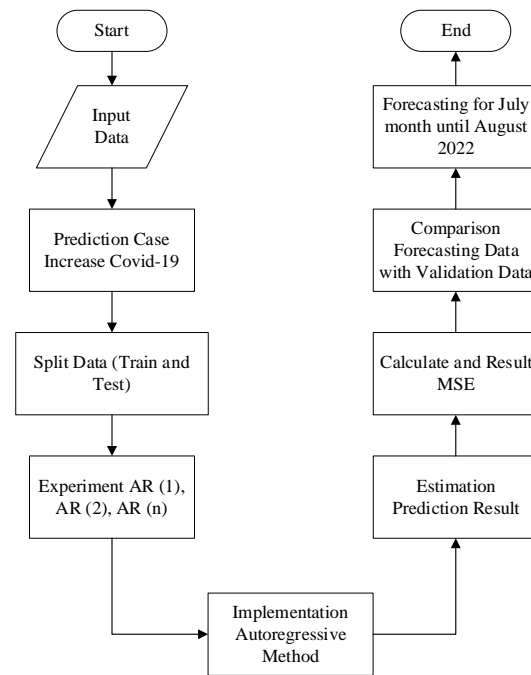 Start
Input
Data
Prediction Case
Increase Covid-19
Split Data (Train and
Test)
Experiment AR (1),
AR (2), AR (n)
Implementation
Autoregressive
Method
Estimation
Prediction Result
Calculate and Result
MSE
Comparison
Forecasting Data
with Validation Data
Forecasting for July
month until August
2022
End